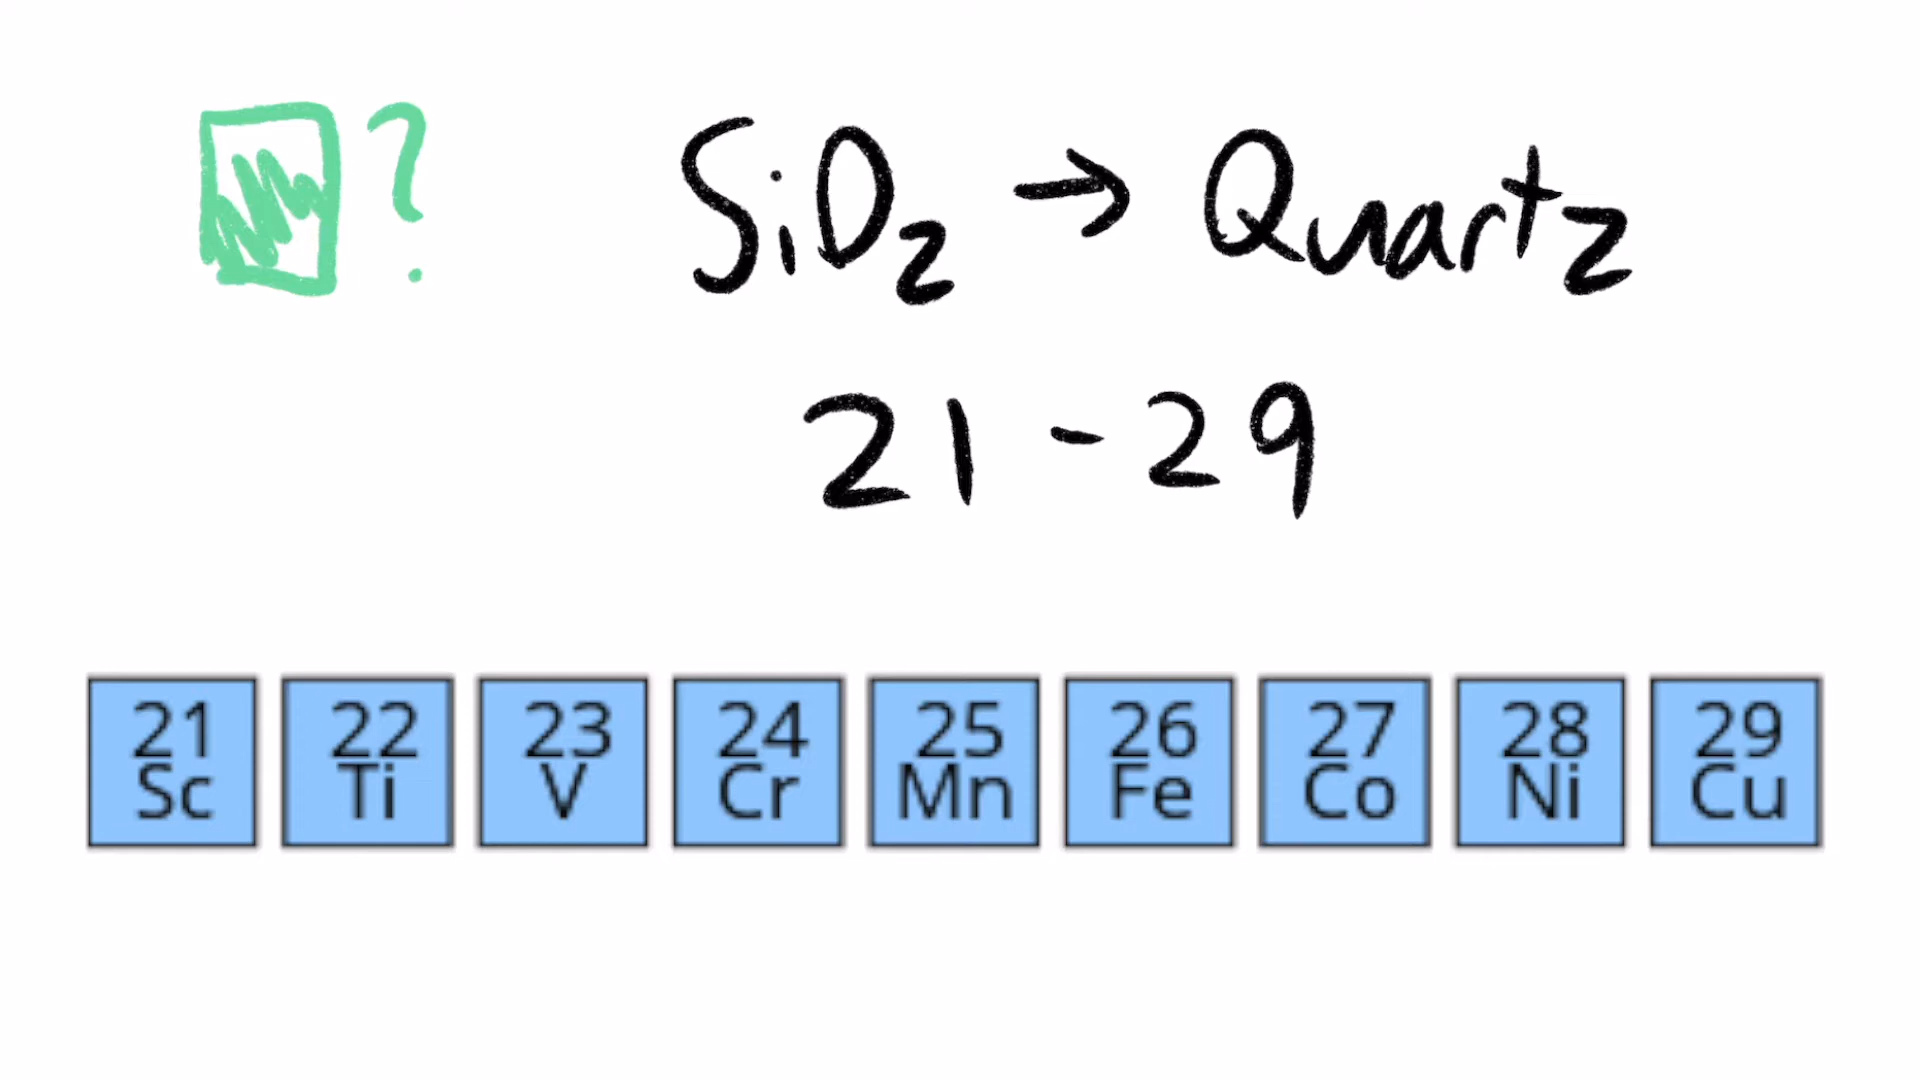 ? SiO₂ → Quartz
21 - 29
21 22 23 24 25 26 27 28 29
Sc Ti V Cr Mn Fe Co Ni Cu